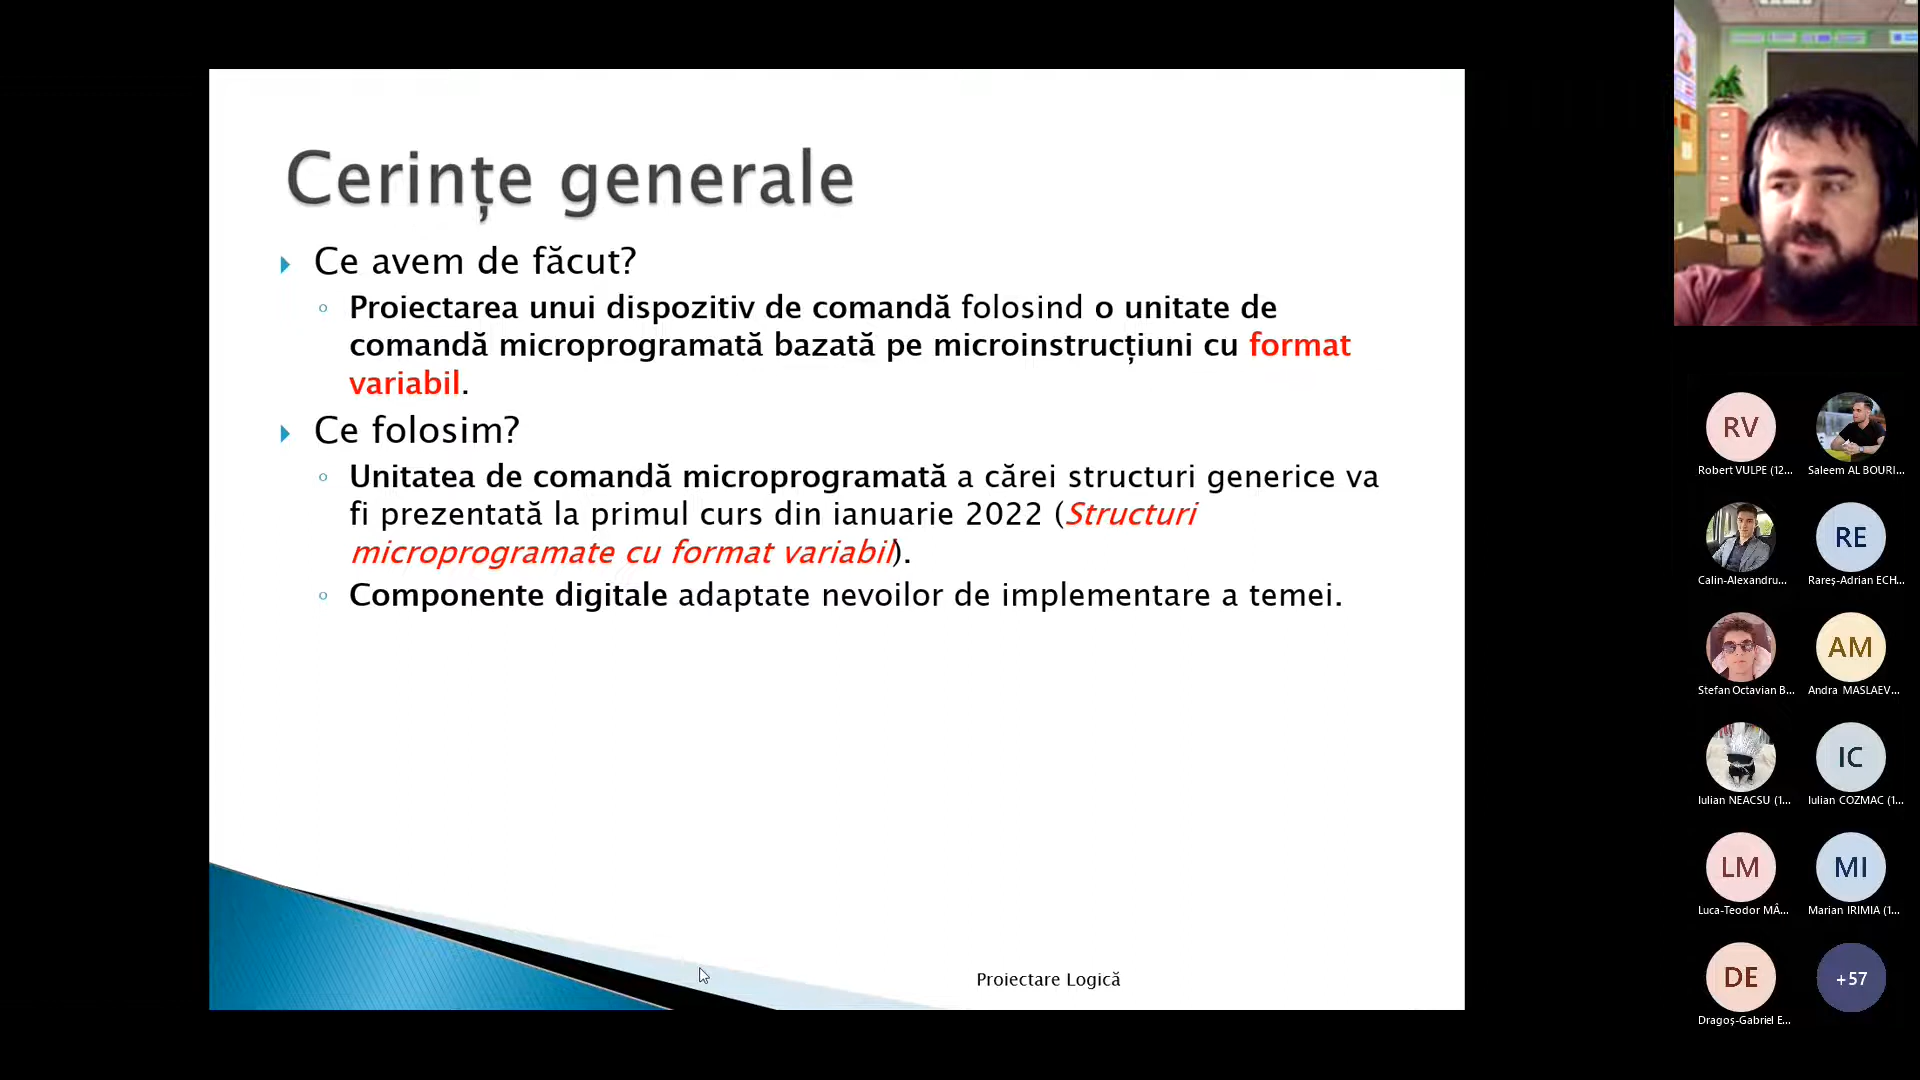 Cerințe generale
Ce avem de făcut?
Proiectarea unui dispozitiv de comandă folosind o unitate de
comandă microprogramată bazată pe microinstrucțiuni cu format
variabil.
Ce folosim?
Unitatea de comandă microprogramată a cărei structuri generice va
fi prezentată la primul curs din ianuarie 2022 (Structuri
microprogramate cu format variabil).
Componente digitale adaptate nevoilor de implementare a temei.
Proiectare Logică
RV
Robert VULPE (12...
Saleem AL BOURI...
Calin-Alexandru...
RE
Rareș-Adrian ECH...
Stefan Octavian B...
AM
Andra MASLAEV...
Iulian NEACSU (1...
IC
Iulian COZMAC (1...
LM
Luca-Teodor MÂ...
MI
Marian IRIMIA (1...
DE
Dragoș-Gabriel E...
+57